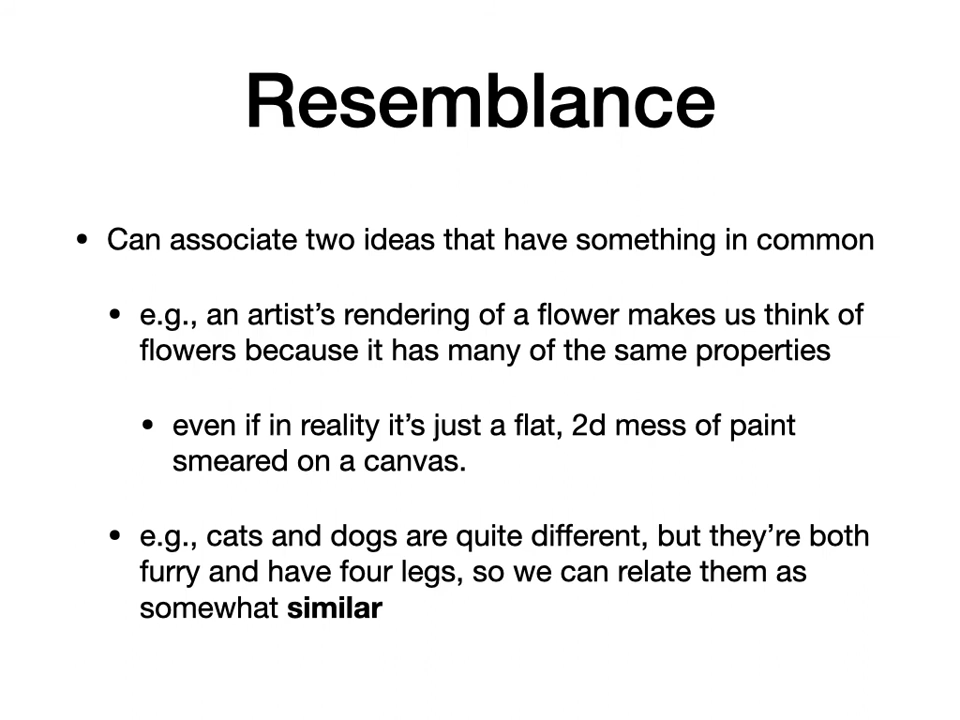 Resemblance
• Can associate two ideas that have something in common
• e.g., an artist’s rendering of a flower makes us think of
flowers because it has many of the same properties
• even if in reality it’s just a flat, 2d mess of paint
smeared on a canvas.
• e.g., cats and dogs are quite different, but they’re both
furry and have four legs, so we can relate them as
somewhat similar